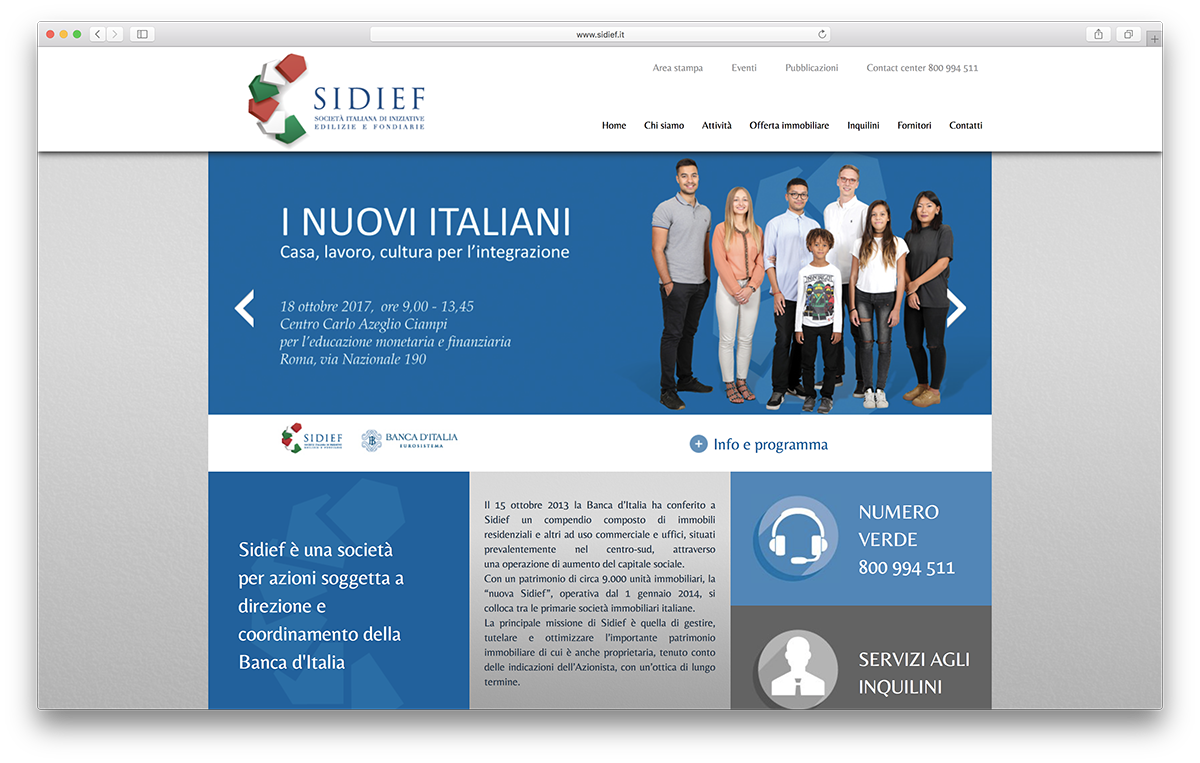 www.sidief.it
Area stampa Eventi Pubblicazioni Contact center 800 994 511
SIDIEF
SOCIETÀ ITALIANA DI INIZIATIVE
EDILIZIE E FONDIARIE
Home Chi siamo Attività Offerta immobiliare Inquilini Fornitori Contatti
I NUOVI ITALIANI
Casa, lavoro, cultura per l'integrazione
18 ottobre 2017, ore 9,00 - 13,45
Centro Carlo Azeglio Ciampi
per l'educazione monetaria e finanziaria
Roma, via Nazionale 190
SIDIEF
SOCIETÀ ITALIANA DI INIZIATIVE
EDILIZIE E FONDIARIE
BANCA D'ITALIA
EUROSISTEMA
Info e programma
Sidief è una società
per azioni soggetta a
direzione e
coordinamento della
Banca d'Italia
Il 15 ottobre 2013 la Banca d'Italia ha conferito a
Sidief un compendio composto di immobili
residenziali e altri ad uso commerciale e uffici, situati
prevalentemente nel centro-sud, attraverso
una operazione di aumento del capitale sociale.
Con un patrimonio di circa 9.000 unità immobiliari, la
"nuova Sidief", operativa dal 1 gennaio 2014, si
colloca tra le primarie società immobiliari italiane.
La principale missione di Sidief è quella di gestire,
tutelare e ottimizzare l'importante patrimonio
immobiliare di cui è anche proprietaria, tenuto conto
delle indicazioni dell'Azionista, con un'ottica di lungo
termine.
NUMERO
VERDE
800 994 511
SERVIZI AGLI
INQUILINI